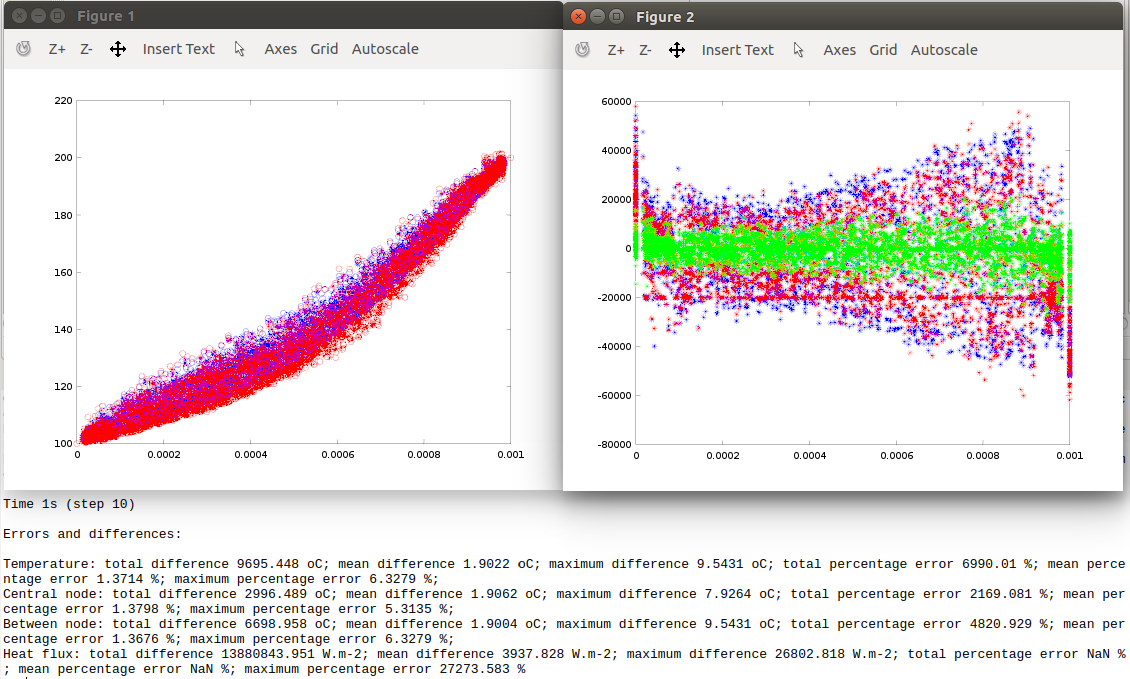 Figure 1
Z+ Z- Insert Text Axes Grid Autoscale
220
200
180
160
140
120
100
0 0.0002 0.0004 0.0006 0.0008 0.001
Figure 2
Z+ Z- Insert Text Axes Grid Autoscale
60000
40000
20000
0
-20000
-40000
-60000
-80000
0 0.0002 0.0004 0.0006 0.0008 0.001
Time 1s (step 10)
Errors and differences:
Temperature: total difference 9695.448 oC; mean difference 1.9022 oC; maximum difference 9.5431 oC; total percentage error 6990.01 %; mean perce
ntage error 1.3714 %; maximum percentage error 6.3279 %;
Central node: total difference 2996.489 oC; mean difference 1.9062 oC; maximum difference 7.9264 oC; total percentage error 2169.081 %; mean per
centage error 1.3798 %; maximum percentage error 5.3135 %;
Between node: total difference 6698.958 oC; mean difference 1.9004 oC; maximum difference 9.5431 oC; total percentage error 4820.929 %; mean per
centage error 1.3676 %; maximum percentage error 6.3279 %;
Heat flux: total difference 13880843.951 W.m-2; mean difference 3937.828 W.m-2; maximum difference 26802.818 W.m-2; total percentage error NaN %
; mean percentage error NaN %; maximum percentage error 27273.583 %